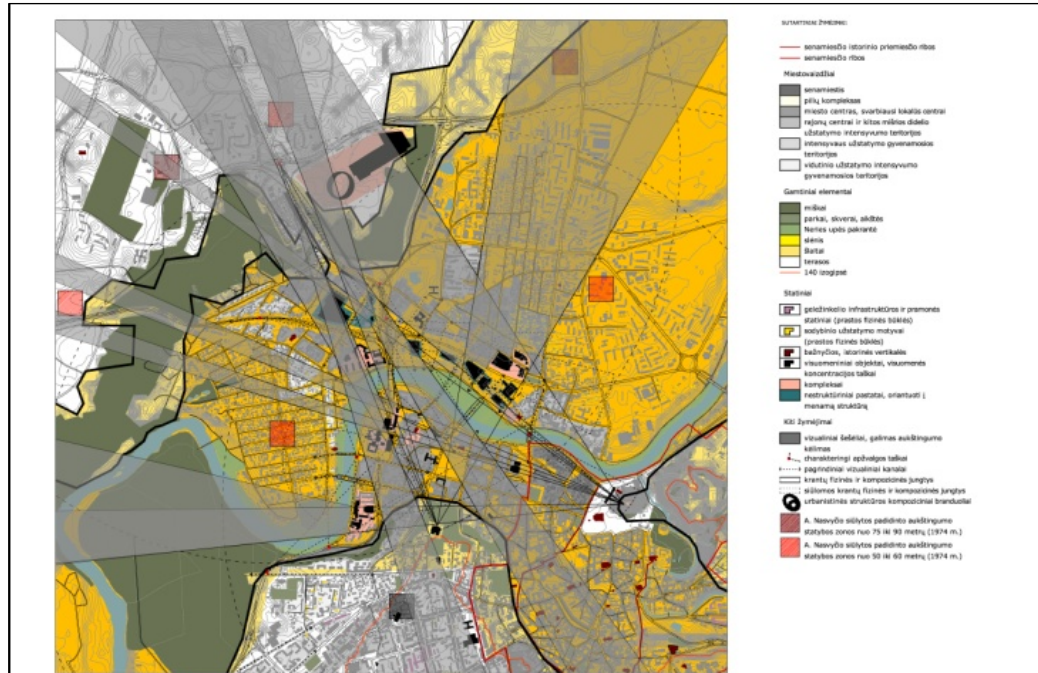 SUTARTINIAI ŽYMĖJIMAI:
senamiesčio istorinio priemiesčio ribos
senamiesčio ribos
Miestovaizdžiai
senamiestis
pilių kompleksas
miesto centras, svarbiausi lokalūs centrai
rajonų centrai ir kitos mišrios didelio
užstatymo intensyvumo teritorijos
intensyvaus užstatymo gyvenamosios
teritorijos
vidutinio užstatymo intensyvumo
gyvenamosios teritorijos
Gamtiniai elementai
miškai
parkai, skverai, aikštės
Neries upės pakrantė
slėnis
šlaitai
terasos
140 izogipsė
Statiniai
geležinkelio infrastruktūros ir pramonės
statiniai (prastos fizinės būklės)
sodybinio užstatymo motyvai
(prastos fizinės būklės)
bažnyčios, istorinės vertikalės
visuomeniniai objektai, visuomenės
koncentracijos taškai
kompleksai
nestruktūriniai pastatai, orientuoti į
menamą struktūrą
Kiti žymėjimai
vizualiniai šešėliai, galimas aukštingumo
kėlimas
charakteringi apžvalgos taškai
pagrindiniai vizualiniai kanalai
krantų fizinės ir kompozicinės jungtys
siūlomos krantų fizinės ir kompozicinės jungtys
urbanistinės struktūros kompoziciniai branduoliai
A. Nasvyčio siūlytos padidinto aukštingumo
statybos zonos nuo 75 iki 90 metrų (1974 m.)
A. Nasvyčio siūlytos padidinto aukštingumo
statybos zonos nuo 50 iki 60 metrų (1974 m.)